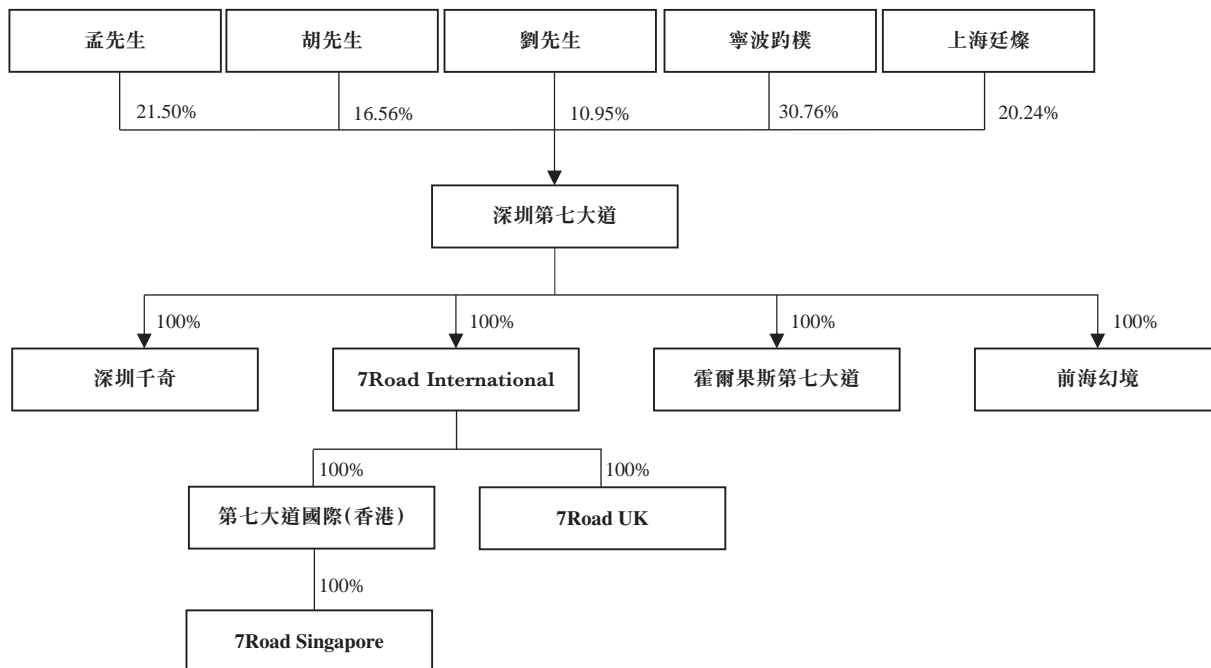 孟先生
胡先生
劉先生
寧波趵樸
上海廷燦
21.50%
16.56%
10.95%
30.76%
20.24%
深圳第七大道
100%
100%
100%
100%
深圳千奇
7Road International
霍爾果斯第七大道
前海幻境
100%
100%
第七大道國際(香港)
7Road UK
100%
7Road Singapore